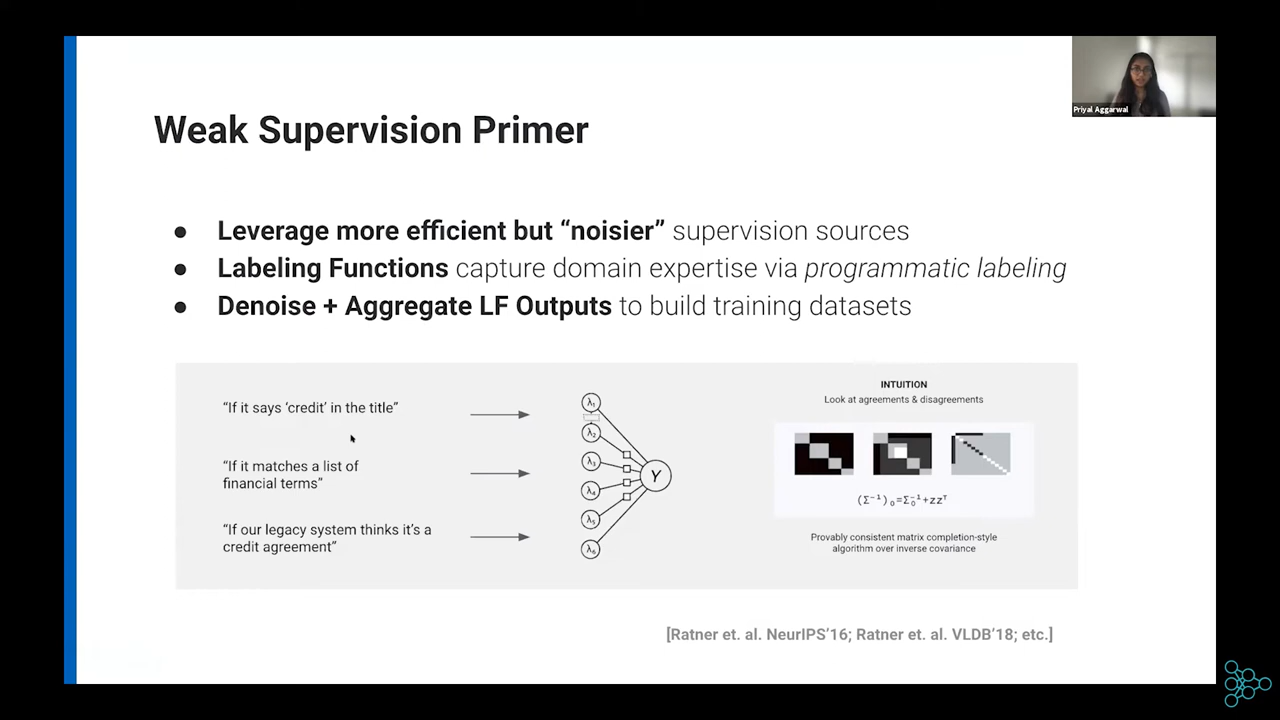 Priyal Aggarwal
Weak Supervision Primer
● Leverage more efficient but “noisier” supervision sources
● Labeling Functions capture domain expertise via programmatic labeling
● Denoise + Aggregate LF Outputs to build training datasets
“If it says ‘credit’ in the title”
“If it matches a list of
financial terms”
“If our legacy system thinks it’s a
credit agreement”
λ₁
λ₂
λ₃
λ₄
λ₅
λ₆
Y
INTUITION
Look at agreements & disagreements
(Σ⁻¹)ₒ=Σₒ⁻¹+zzᵀ
Provably consistent matrix completion-style
algorithm over inverse covariance
[Ratner et. al. NeurIPS’16; Ratner et. al. VLDB’18; etc.]